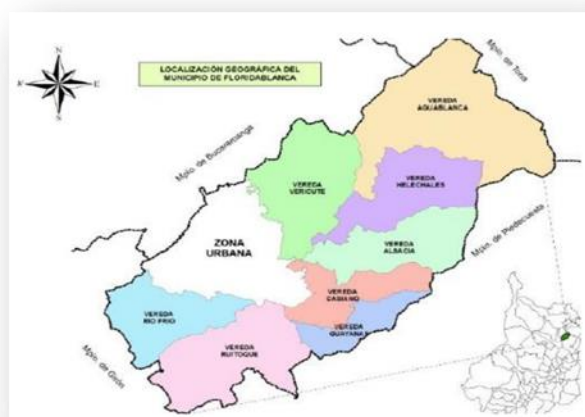 LOCALIZACIÓN GEOGRÁFICA DEL
MUNICIPIO DE FLORIDABLANCA
N
W
E
S
Mpio. de Tona
VEREDA
AGUABLANCA
Mpio. de Bucaramanga
VEREDA
HELECHALES
VEREDA
VERICUTE
ZONA
URBANA
VEREDA
ALSACIA
Mpio. de Piedecuesta
VEREDA
CASIANO
VEREDA
RIO FRIO
VEREDA
GUAYANAS
VEREDA
RUITOQUE
Mpio. de Girón